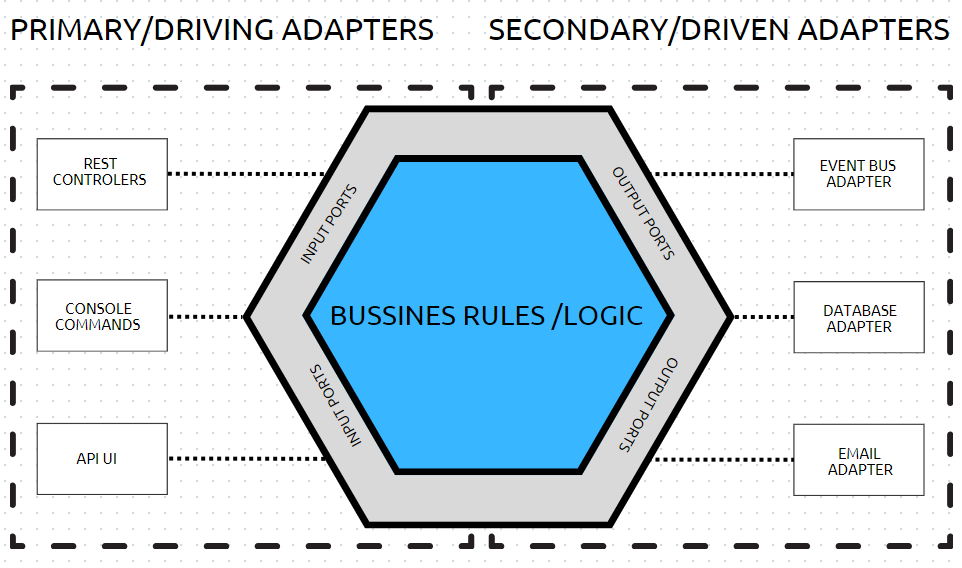 PRIMARY/DRIVING ADAPTERS
SECONDARY/DRIVEN ADAPTERS
REST
CONTROLERS
CONSOLE
COMMANDS
API UI
INPUT PORTS
INPUT PORTS
BUSSINES RULES /LOGIC
OUTPUT PORTS
OUTPUT PORTS
EVENT BUS
ADAPTER
DATABASE
ADAPTER
EMAIL
ADAPTER